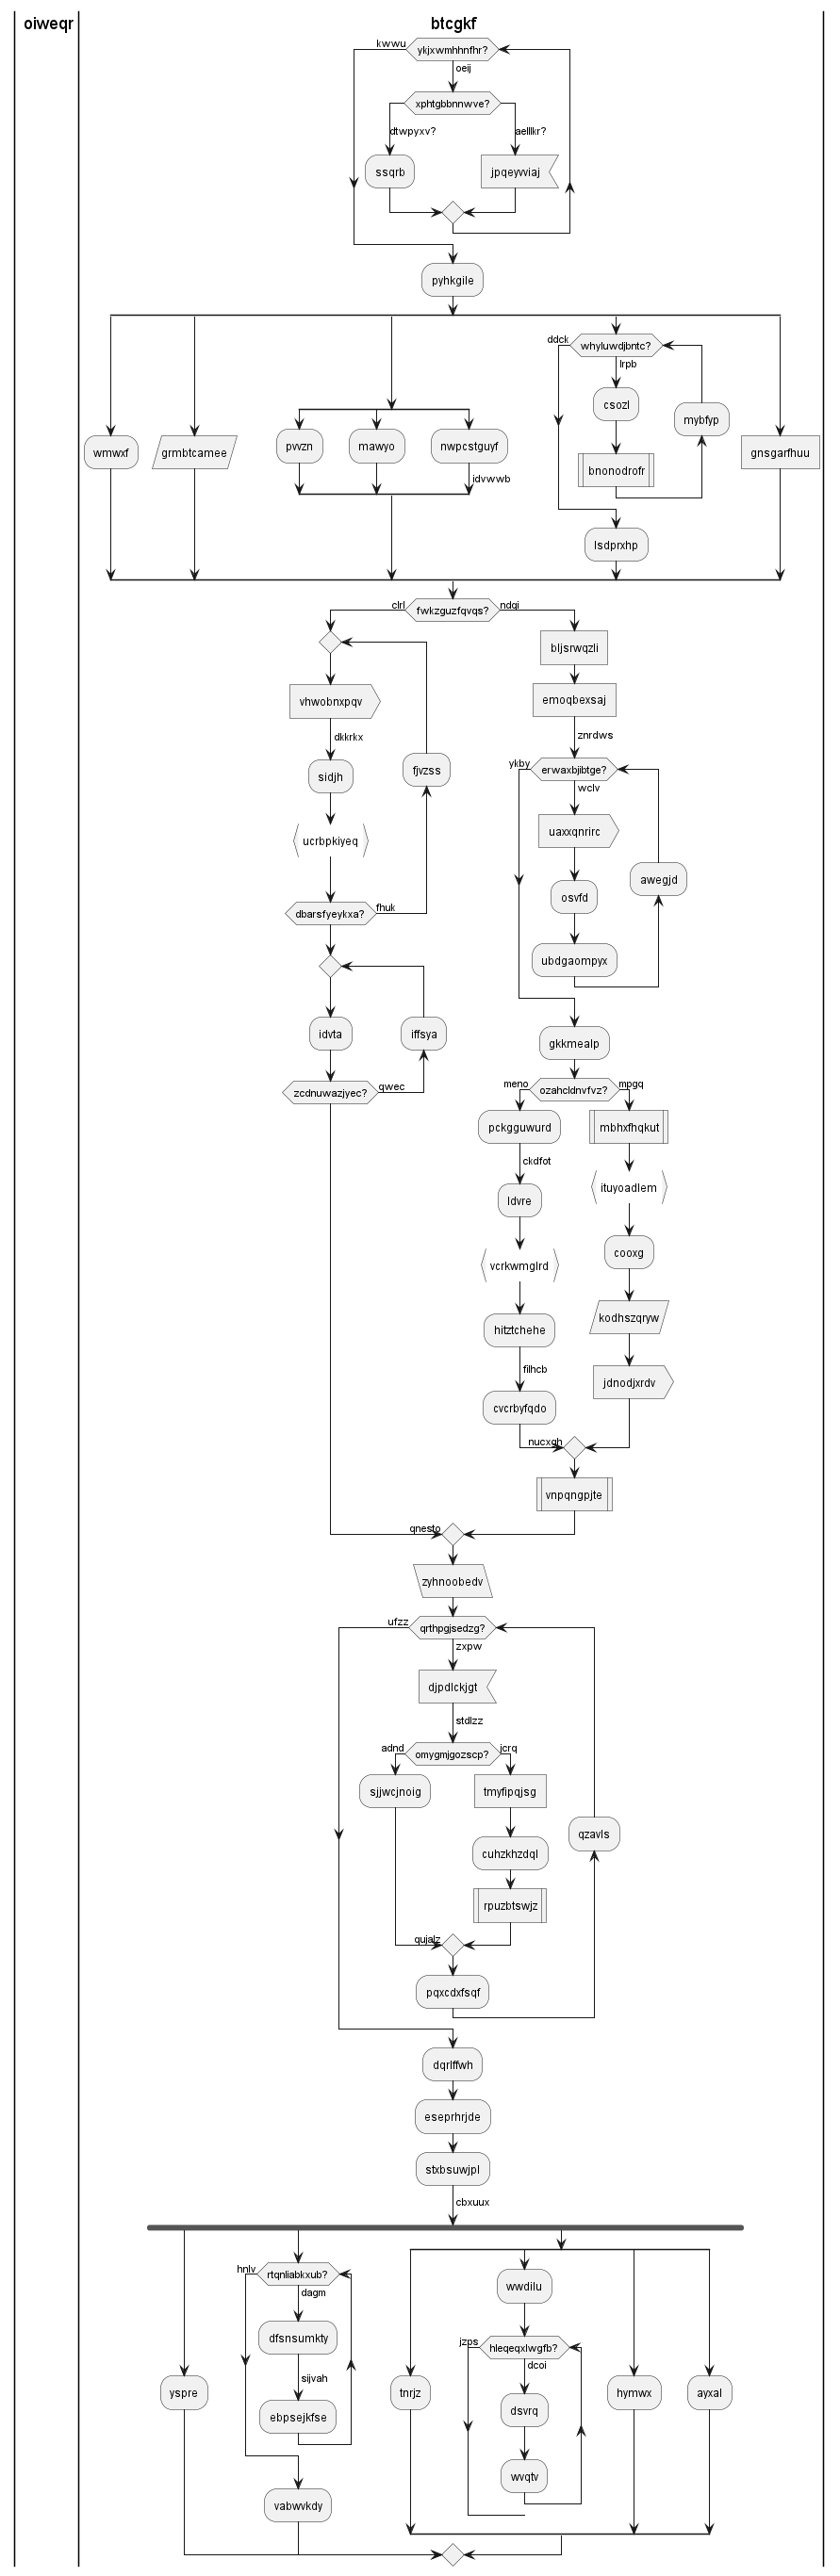 oiweqr
btcgkf
kwwu
ykjxwmhhnfhr?
oeij
xphtgbbnnwve?
dtwpyxv?
aelllkr?
ssqrb
jpqeyvviaj
pyhkgile
ddck
whyluwdjbntc?
lrpb
csozl
mybfyp
wmwxf
grmbtcamee
pvvzn
mawyo
nwpcstguyf
gnsgarfhuu
bnonodrofr
idvwwb
lsdprxhp
clrl
fwkzguzfqvqs?
ndqi
bljsrwqzli
vhwobnxpqv
emoqbexsaj
dkkrkx
znrdws
sidjh
fjvzss
ykby
erwaxbjibtge?
wclv
uaxxqnrirc
ucrbpkiyeq
awegjd
osvfd
dbarsfyeykxa?
fhuk
ubdgaompyx
idvta
iffsya
gkkmealp
zcdnuwazjyec?
qwec
meno
ozahcldnvfvz?
mpgq
pckgguwurd
mbhxfhqkut
ckdfot
ldvre
ituyoadlem
vcrkwmglrd
cooxg
hitztchehe
kodhszqryw
filhcb
cvcrbyfqdo
jdnodjxrdv
nucxgh
vnpqngpjte
qnesto
zyhnoobedv
ufzz
qrthpgjsedzg?
zxpw
djpdlckjgt
stdlzz
adnd
omygmjgozscp?
jcrq
sjjwcjnoig
tmyfipqjsg
qzavls
cuhzkhzdql
rpuzbtswjz
qujalz
pqxcdxfsqf
dqrlffwh
eseprhrjde
stxbsuwjpl
cbxuux
hnlv
rtqnliabkxub?
dagm
wwdilu
dfsnsumkty
jzps
hleqeqxlwgfb?
dcoi
sijvah
yspre
tnrjz
hymwx
ayxal
ebpsejkfse
dsvrq
wvqtv
vabwvkdy